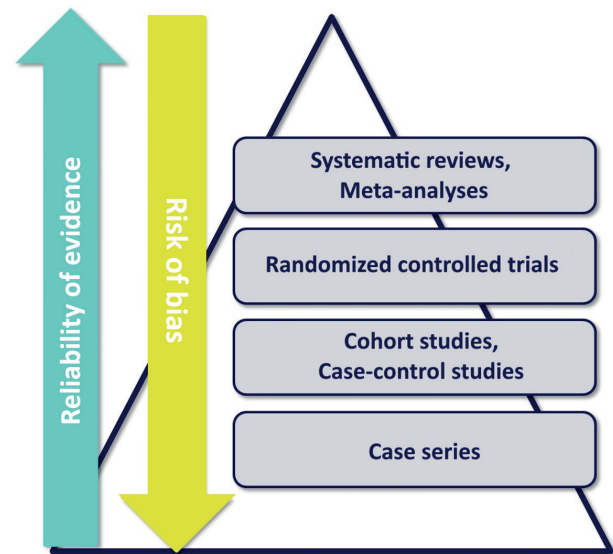 Reliability of evidence
Risk of bias
Systematic reviews,
Meta-analyses
Randomized controlled trials
Cohort studies,
Case-control studies
Case series